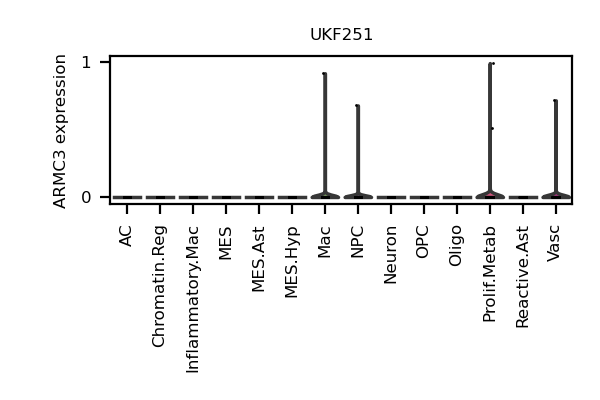 UKF251
ARMC3 expression
1
0
AC
Chromatin.Reg
Inflammatory.Mac
MES
MES.Ast
MES.Hyp
Mac
NPC
Neuron
OPC
Oligo
Prolif.Metab
Reactive.Ast
Vasc